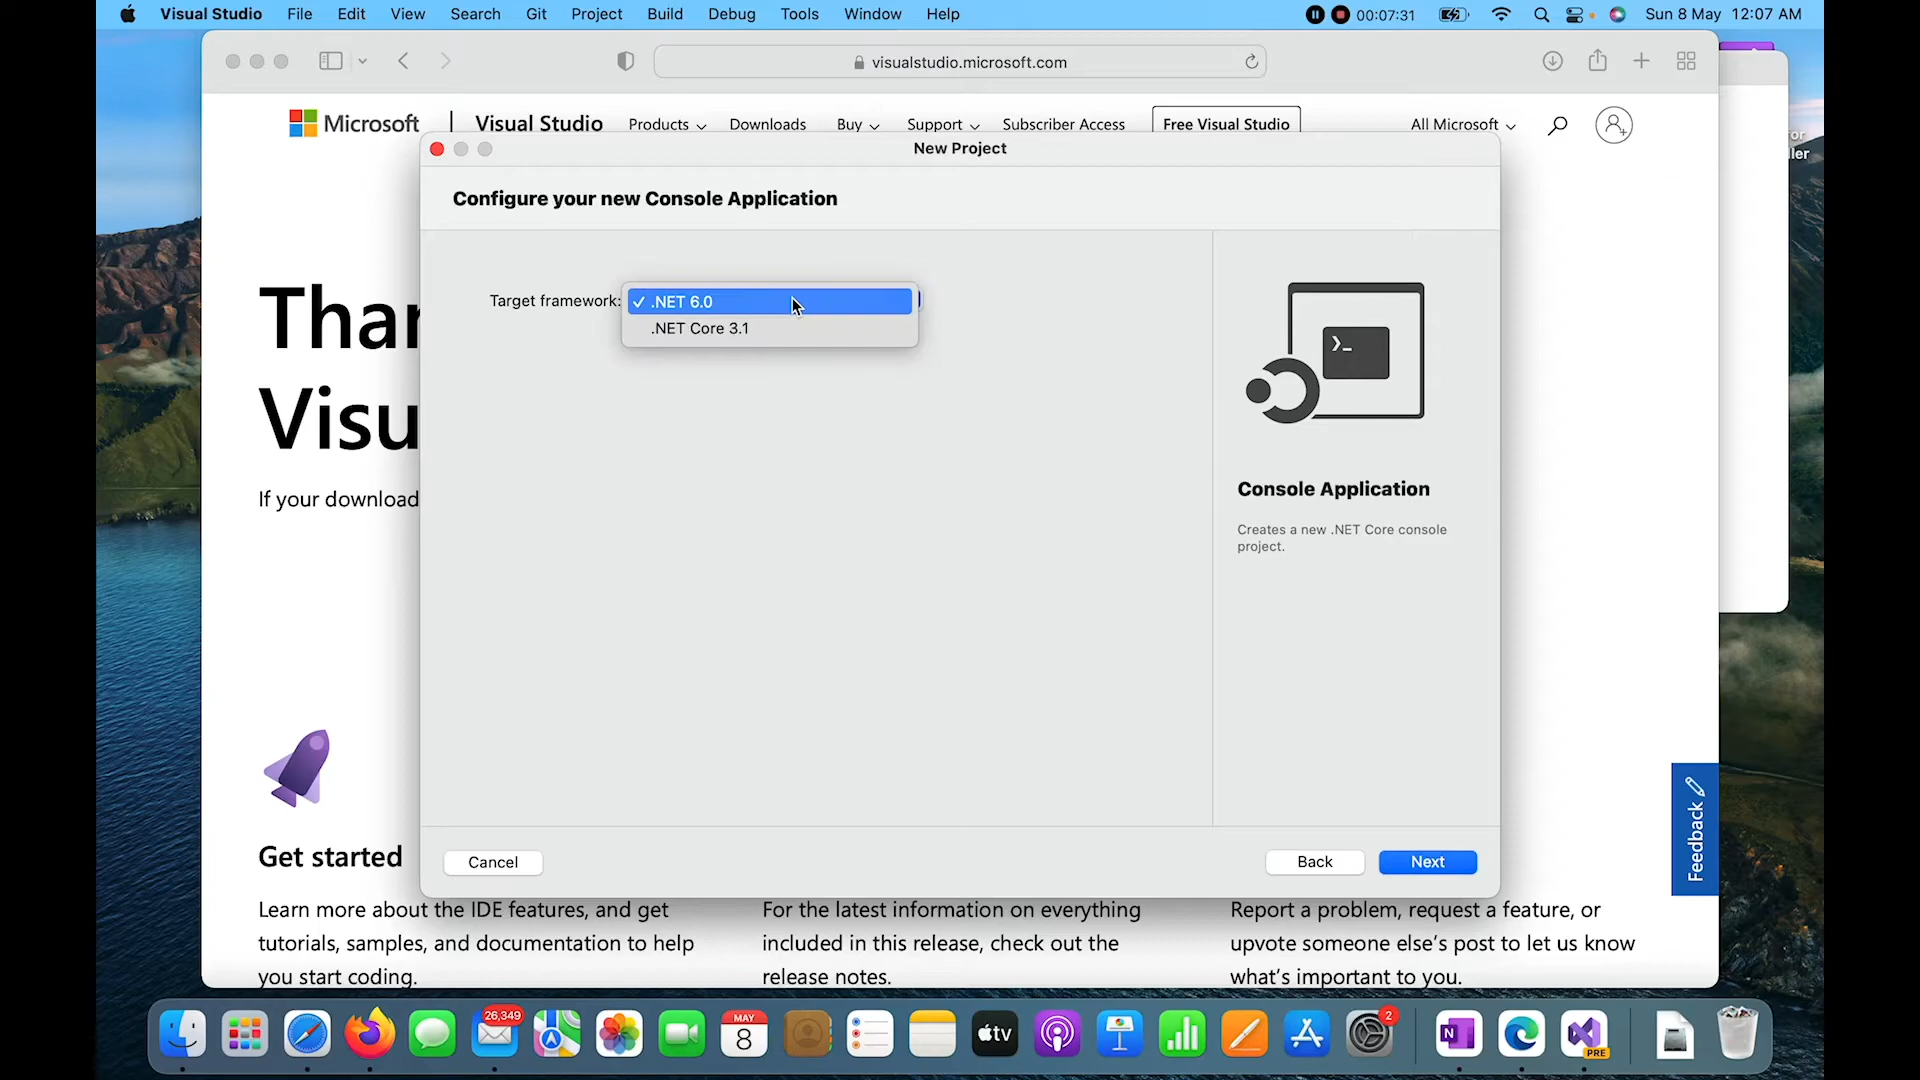 Visual Studio File Edit View Search Git Project Build Debug Tools Window Help 00:07:31 Sun 8 May 12:07 AM
visualstudio.microsoft.com
Microsoft Visual Studio Products Downloads Buy Support Subscriber Access Free Visual Studio All Microsoft
New Project
Configure your new Console Application
Target framework: ✓ .NET 6.0
.NET Core 3.1
Console Application
Creates a new .NET Core console
project.
If your download
Get started
Cancel Back Next
Feedback
Learn more about the IDE features, and get
tutorials, samples, and documentation to help
you start coding.
For the latest information on everything
included in this release, check out the
release notes.
Report a problem, request a feature, or
upvote someone else's post to let us know
what's important to you.
26,349
MAY
8
tv
2
N
PRE